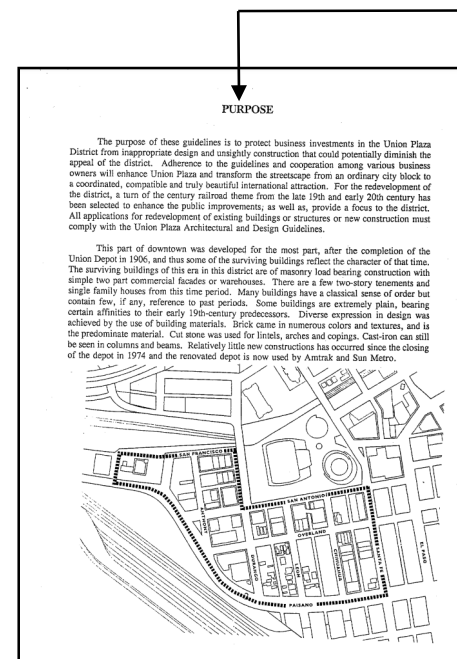 PURPOSE
The purpose of these guidelines is to protect business investments in the Union Plaza
District from inappropriate design and unsightly construction that could potentially diminish the
appeal of the district. Adherence to the guidelines and cooperation among various business
owners will enhance Union Plaza and transform the streetscape from an ordinary city block to
a coordinated, compatible and truly beautiful international attraction. For the redevelopment of
the district, a turn of the century railroad theme from the late 19th and early 20th century has
been selected to enhance the public improvements; as well as, provide a focus to the district.
All applications for redevelopment of existing buildings or structures or new construction must
comply with the Union Plaza Architectural and Design Guidelines.
This part of downtown was developed for the most part, after the completion of the
Union Depot in 1906, and thus some of the surviving buildings reflect the character of that time.
The surviving buildings of this era in this district are of masonry load bearing construction with
simple two part commercial facades or warehouses. There are a few two-story tenements and
single family houses from this time period. Many buildings have a classical sense of order but
contain few, if any, reference to past periods. Some buildings are extremely plain, bearing
certain affinities to their early 19th-century predecessors. Diverse expression in design was
achieved by the use of building materials. Brick came in numerous colors and textures, and is
the predominate material. Cut stone was used for lintels, arches and copings. Cast-iron can still
be seen in columns and beams. Relatively little new constructions has occurred since the closing
of the depot in 1974 and the renovated depot is now used by Amtrak and Sun Metro.
SAN FRANCISCO
SAN ANTONIO
ANTHONY
OVERLAND
DURANGO
LEON
CHIHUAHUA
SANTA FE
EL PASO
PAISANO